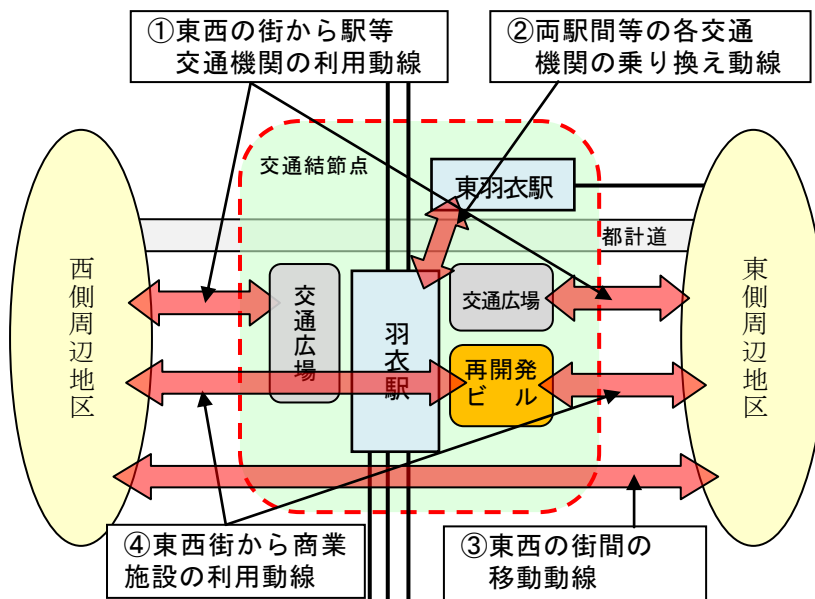 ①東西の街から駅等
交通機関の利用動線
②両駅間等の各交通
機関の乗り換え動線
交通結節点
東羽衣駅
都計道
西側周辺地区
交通広場
羽衣駅
交通広場
再開発
ビル
東側周辺地区
④東西街から商業
施設の利用動線
③東西の街間の
移動動線